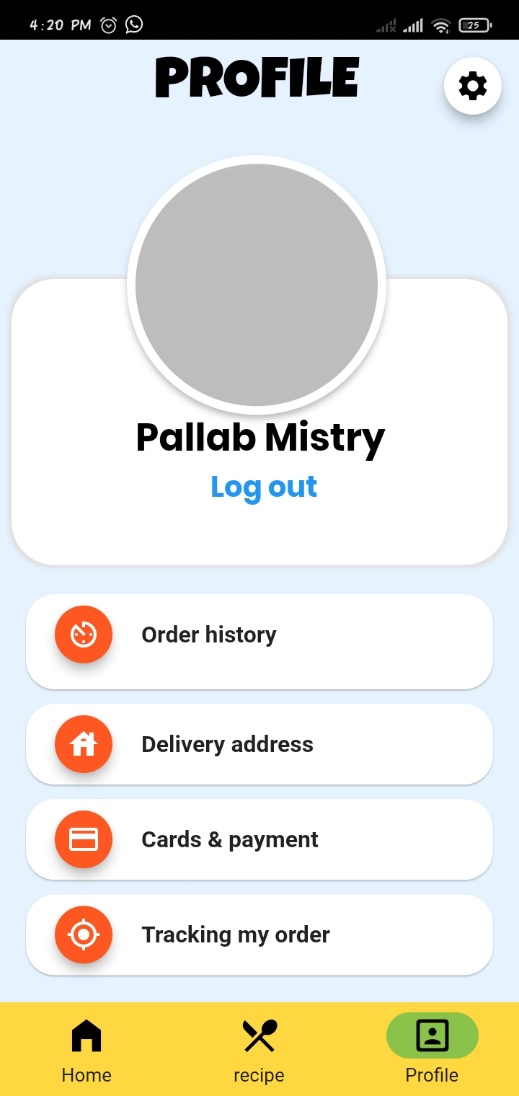 4:20 PM
25
PROFILE
Pallab Mistry
Log out
Order history
Delivery address
Cards & payment
Tracking my order
Home
recipe
Profile